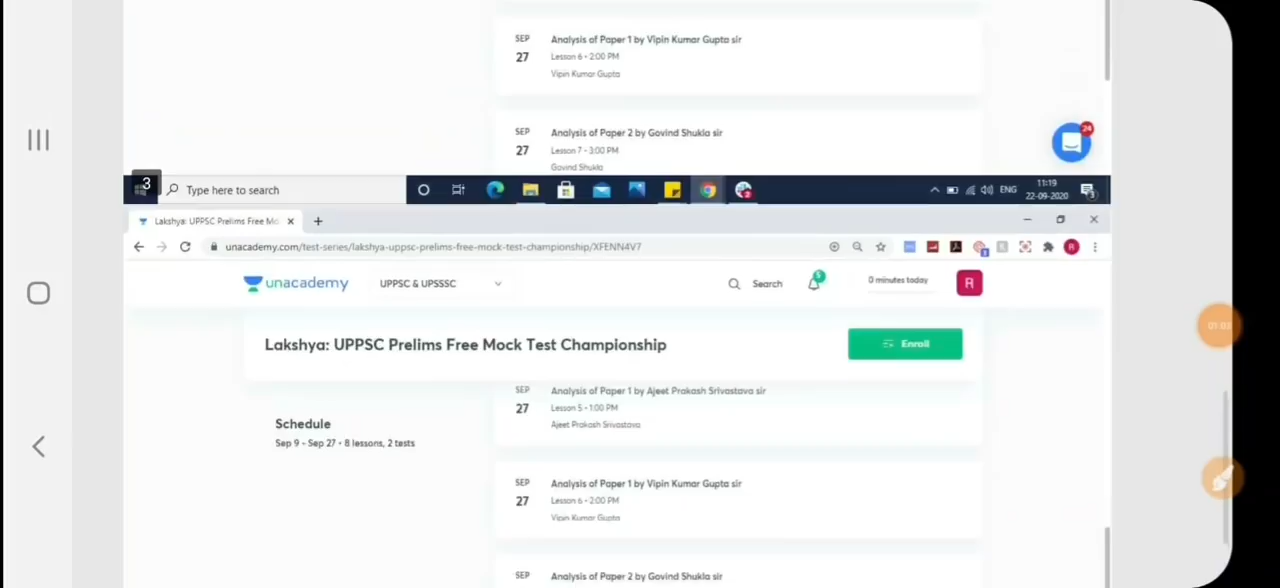 SEP
27
Analysis of Paper 1 by Vipin Kumar Gupta sir
Lesson 6 • 2:00 PM
Vipin Kumar Gupta
SEP
27
Analysis of Paper 2 by Govind Shukla sir
Lesson 7 • 3:00 PM
Govind Shukla
24
3
Type here to search
ENG
11:19
22-09-2020
3
Lakshya: UPPSC Prelims Free Mo
unacademy.com/test-series/lakshya-uppsc-prelims-free-mock-test-championship/XFENN4V7
R
unacademy
UPPSC & UPSSSC
Search
5
0 minutes today
R
Lakshya: UPPSC Prelims Free Mock Test Championship
Enroll
Schedule
Sep 9 - Sep 27 • 8 lessons, 2 tests
SEP
27
Analysis of Paper 1 by Ajeet Prakash Srivastava sir
Lesson 5 • 1:00 PM
Ajeet Prakash Srivastava
SEP
27
Analysis of Paper 1 by Vipin Kumar Gupta sir
Lesson 6 • 2:00 PM
Vipin Kumar Gupta
SEP
Analysis of Paper 2 by Govind Shukla sir